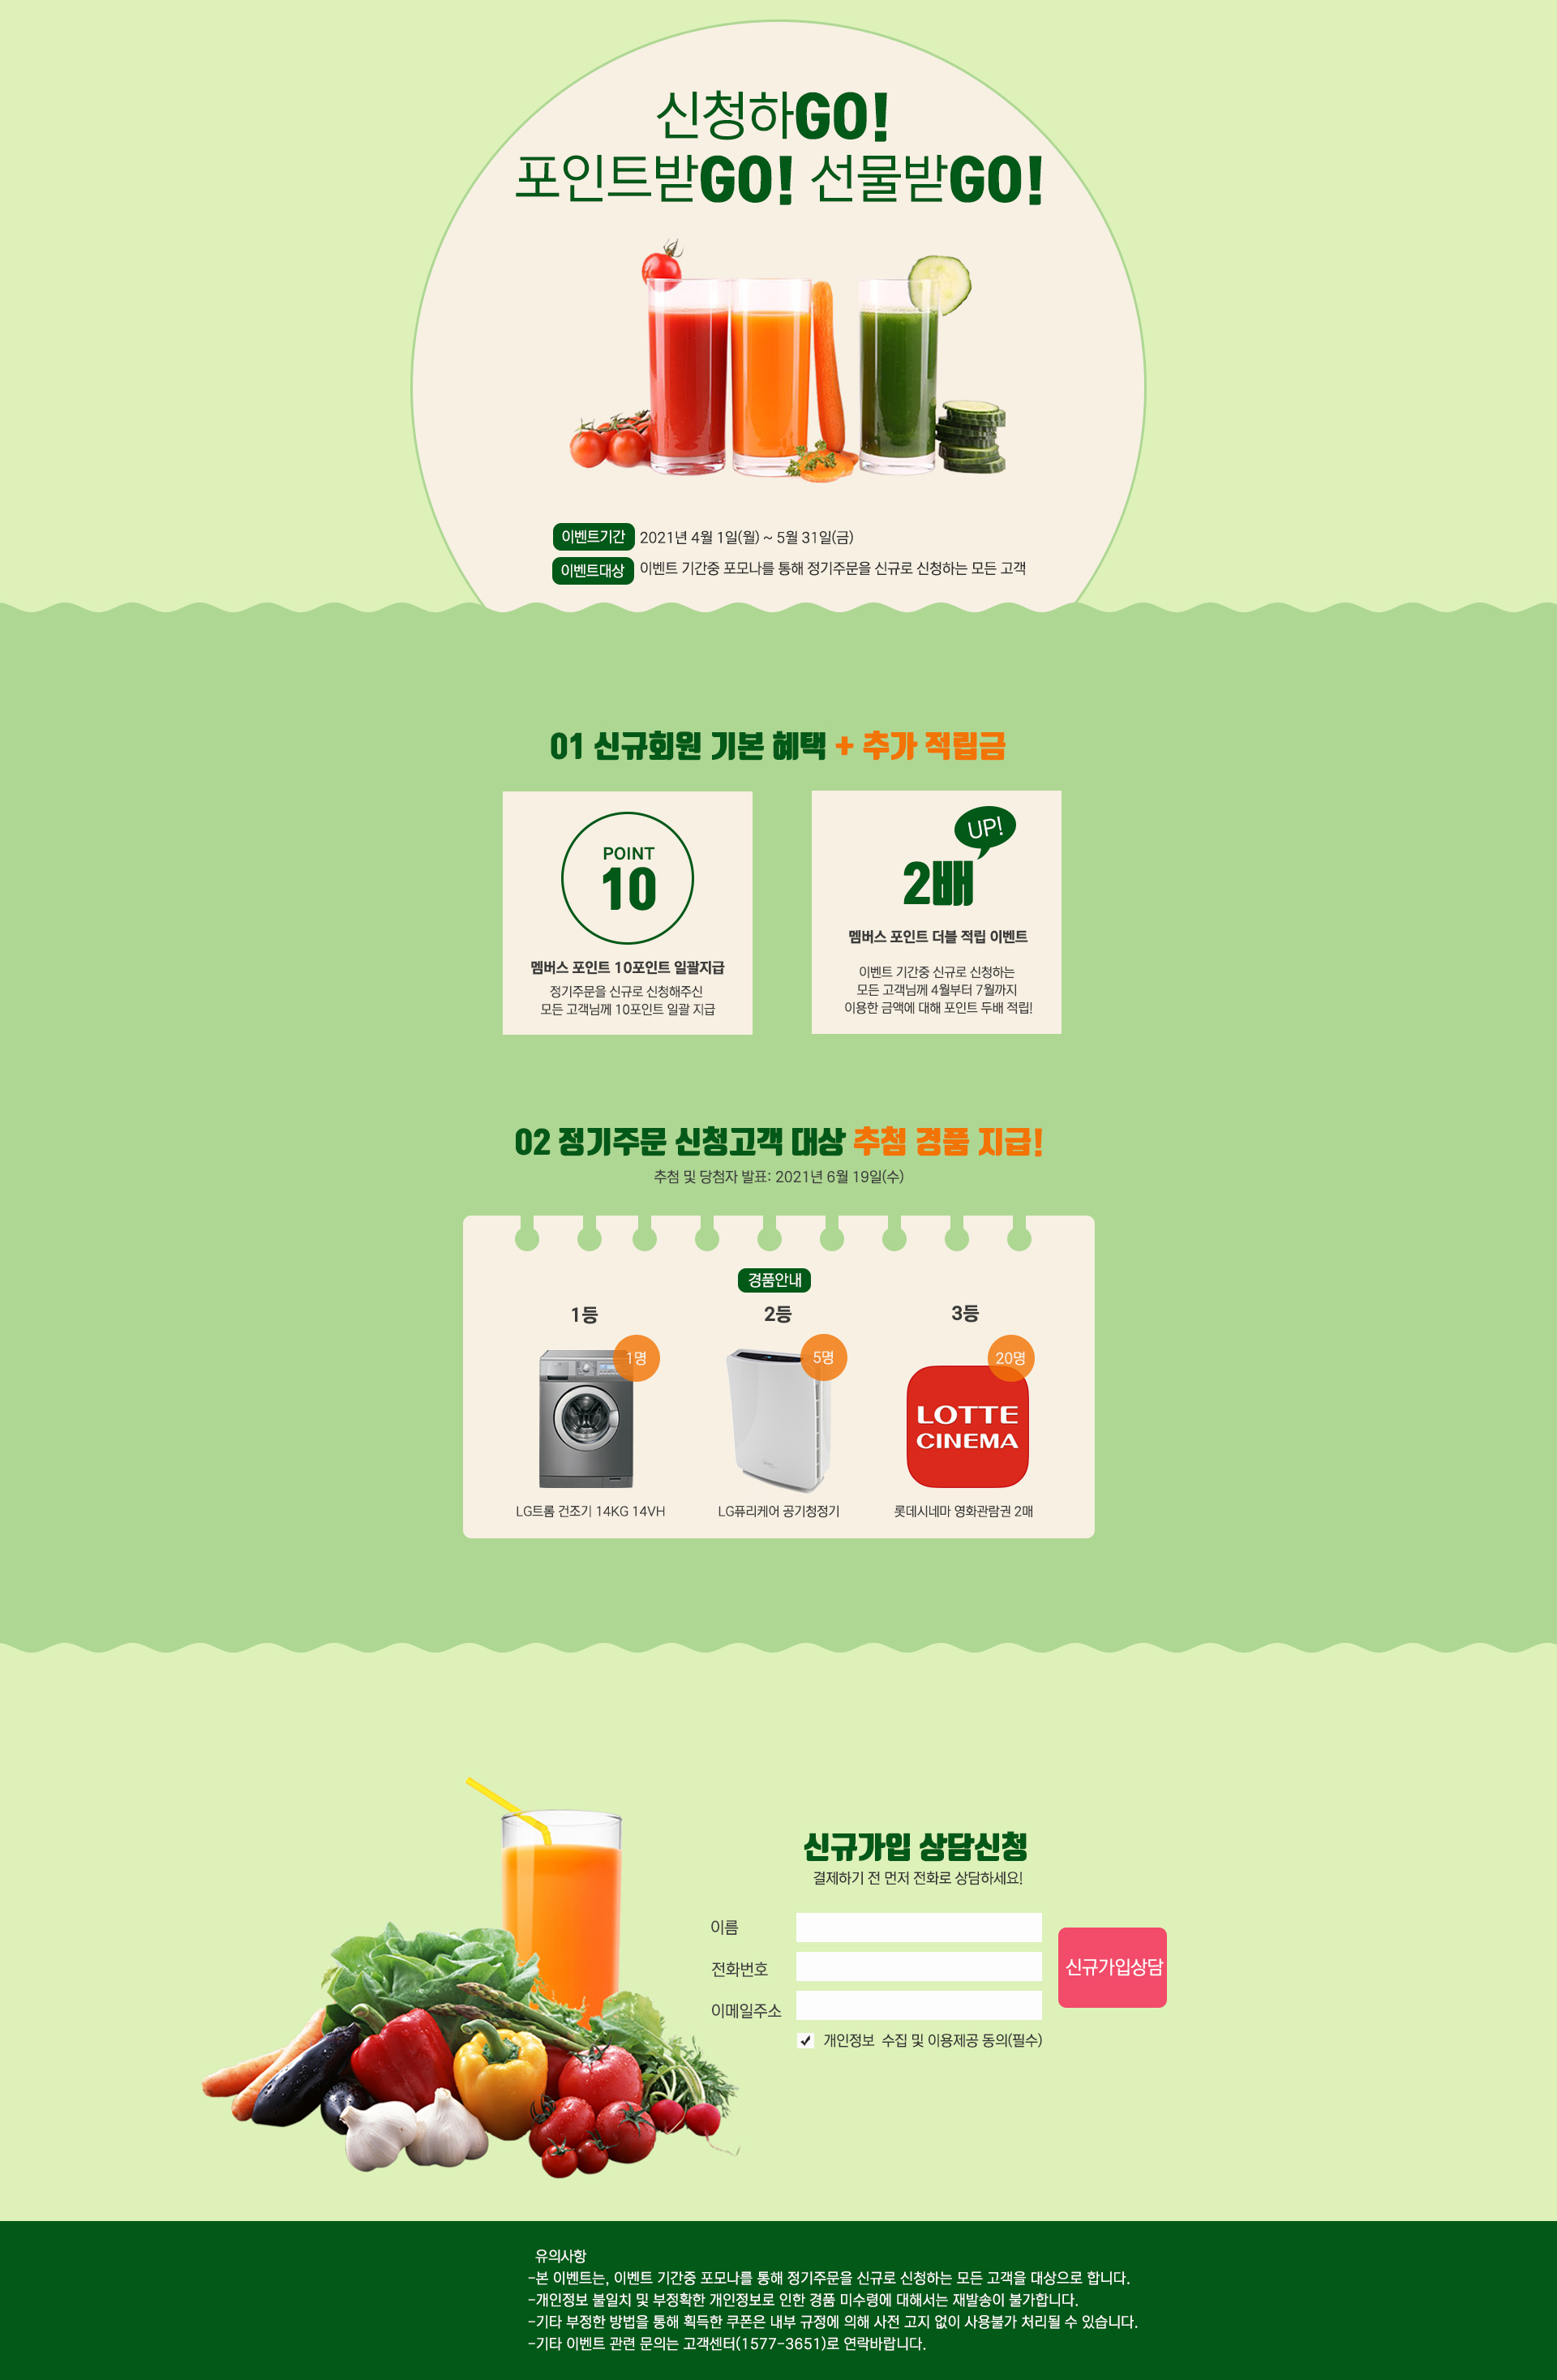 신청하GO!
포인트받GO! 선물받GO!
이벤트기간 2021년 4월 1일(월) ~ 5월 31일(금)
이벤트대상 이벤트 기간중 포모나를 통해 정기주문을 신규로 신청하는 모든 고객
01 신규회원 기본 혜택 + 추가 적립금
POINT
10
멤버스 포인트 10포인트 일괄지급
정기주문을 신규로 신청해주신
모든 고객님께 10포인트 일괄 지급
UP!
2배
멤버스 포인트 더블 적립 이벤트
이벤트 기간중 신규로 신청하는
모든 고객님께 4월부터 7월까지
이용한 금액에 대해 포인트 두배 적립!
02 정기주문 신청고객 대상 추첨 경품 지급!
추첨 및 당첨자 발표: 2021년 6월 19일(수)
경품안내
1등
1명
LG트롬 건조기 14KG 14VH
2등
5명
LG퓨리케어 공기청정기
3등
20명
LOTTE
CINEMA
롯데시네마 영화관람권 2매
신규가입 상담신청
결제하기 전 먼저 전화로 상담하세요!
이름
전화번호
이메일주소
신규가입상담
개인정보 수집 및 이용제공 동의(필수)
유의사항
-본 이벤트는, 이벤트 기간중 포모나를 통해 정기주문을 신규로 신청하는 모든 고객을 대상으로 합니다.
-개인정보 불일치 및 부정확한 개인정보로 인한 경품 미수령에 대해서는 재발송이 불가합니다.
-기타 부정한 방법을 통해 획득한 쿠폰은 내부 규정에 의해 사전 고지 없이 사용불가 처리될 수 있습니다.
-기타 이벤트 관련 문의는 고객센터(1577-3651)로 연락바랍니다.